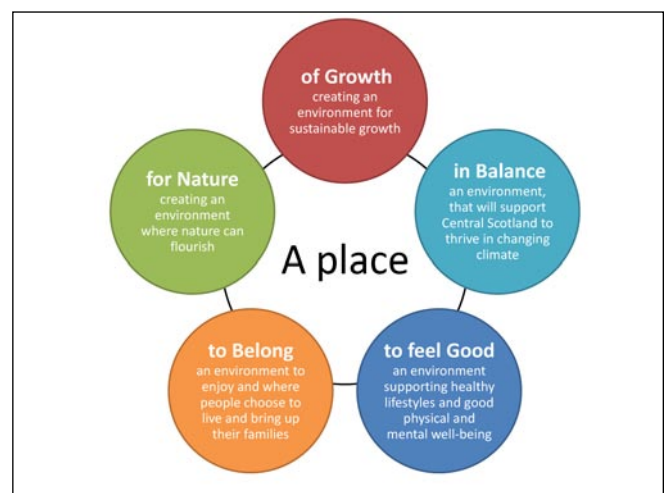 of Growth
creating an
environment for
sustainable growth
in Balance
an environment,
that will support
Central Scotland to
thrive in changing
climate
for Nature
creating an
environment
where nature can
flourish
A place
to Belong
an environment to
enjoy and where
people choose to
live and bring up
their families
to feel Good
an environment
supporting healthy
lifestyles and good
physical and
mental well-being